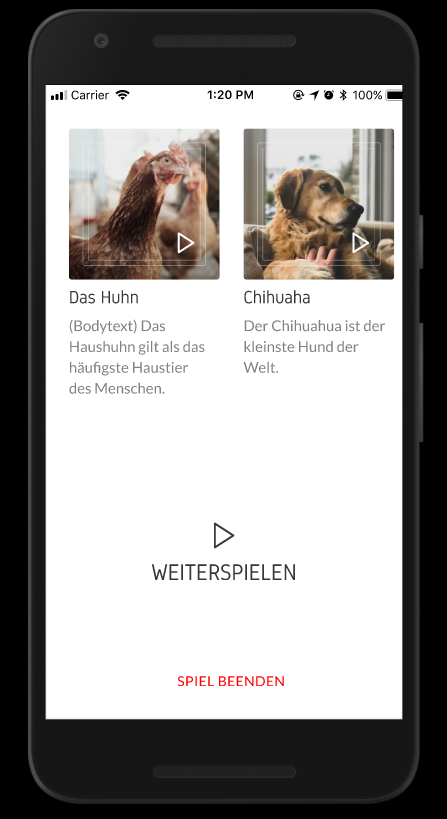 Carrier 1:20 PM 100%
Das Huhn
(Bodytext) Das
Haushuhn gilt als das
häufigste Haustier
des Menschen.
Chihuaha
Der Chihuahua ist der
kleinste Hund der
Welt.
WEITERSPIELEN
SPIEL BEENDEN